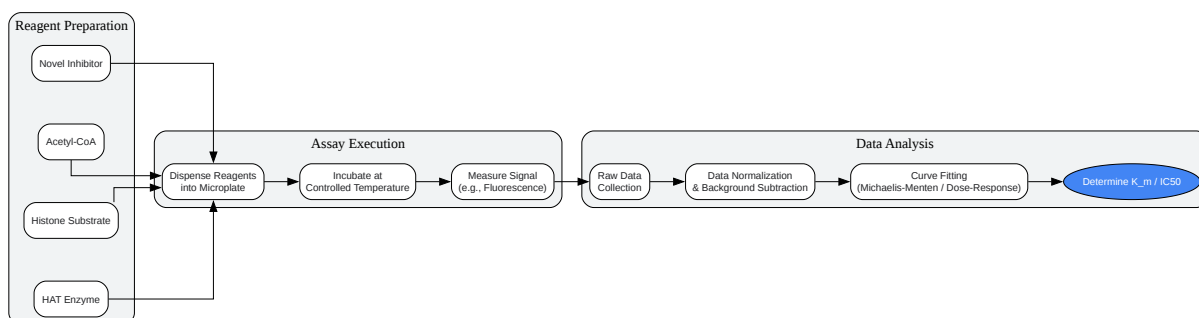 Reagent Preparation
Novel Inhibitor
Acetyl-CoA
Histone Substrate
HAT Enzyme
Assay Execution
Dispense Reagents
into Microplate
Incubate at
Controlled Temperature
Measure Signal
(e.g., Fluorescence)
Data Analysis
Raw Data
Collection
Data Normalization
& Background Subtraction
Curve Fitting
(Michaelis-Menten / Dose-Response)
Determine K_m / IC50